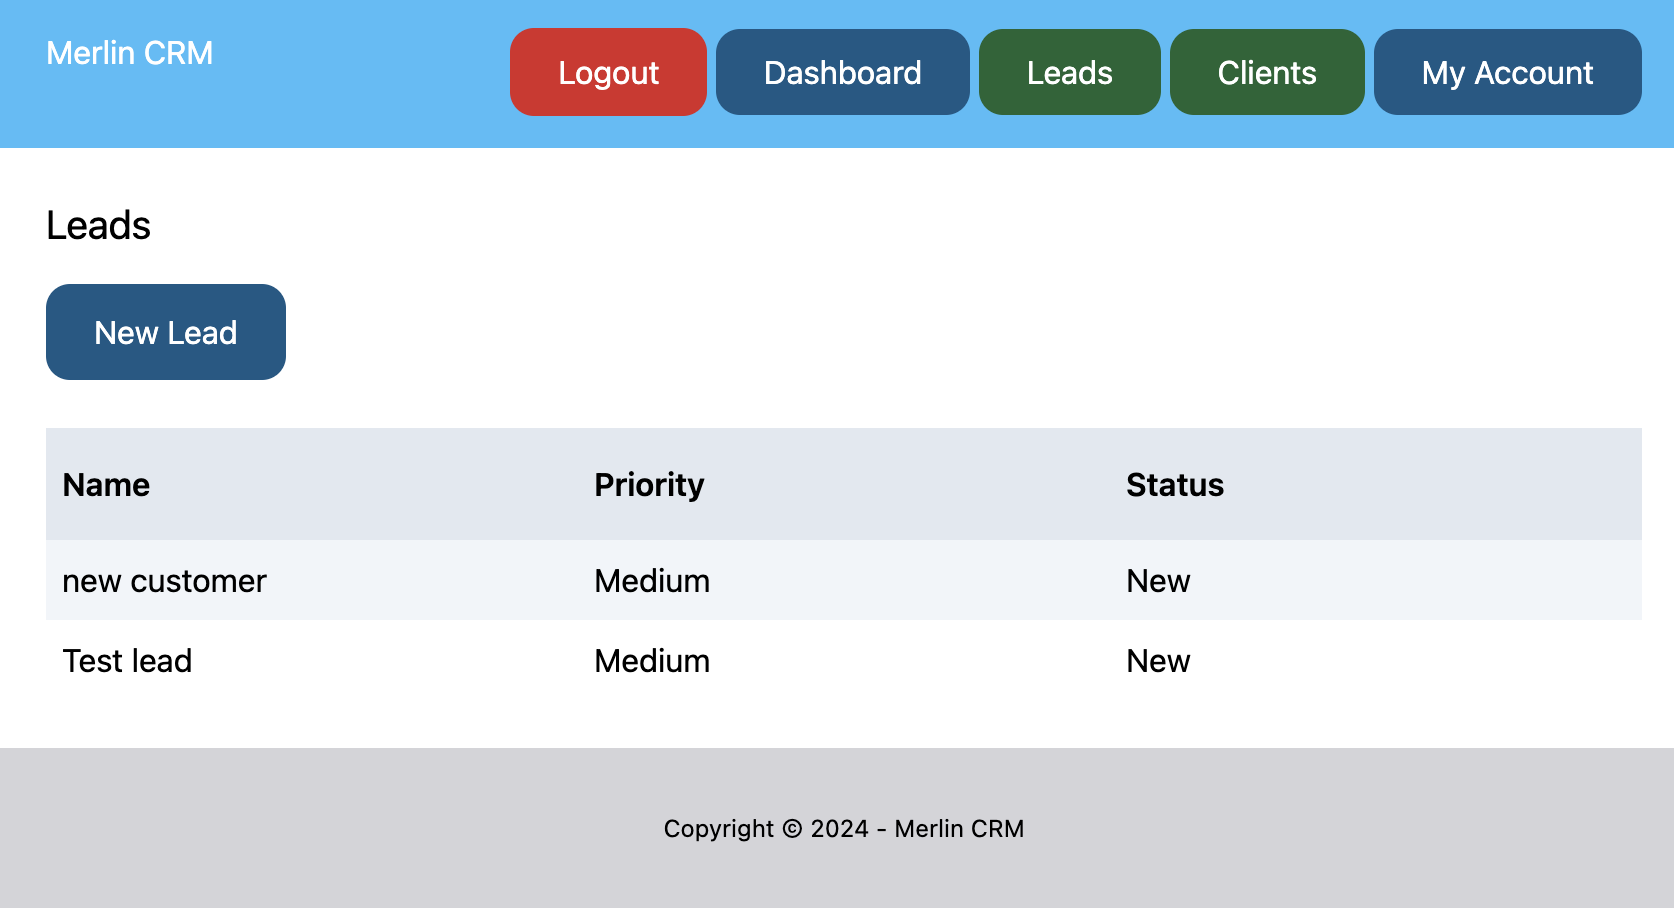 Merlin CRM
Logout Dashboard Leads Clients My Account
Leads
New Lead
Name Priority Status
new customer Medium New
Test lead Medium New
Copyright © 2024 - Merlin CRM